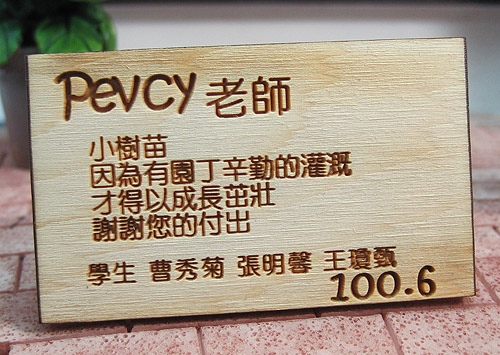 Pevcy 老師
小樹苗
因為有園丁辛勤的灌溉
才得以成長茁壯
謝謝您的付出
學生 曹秀菊 張明馨 王瓊甄
100.6